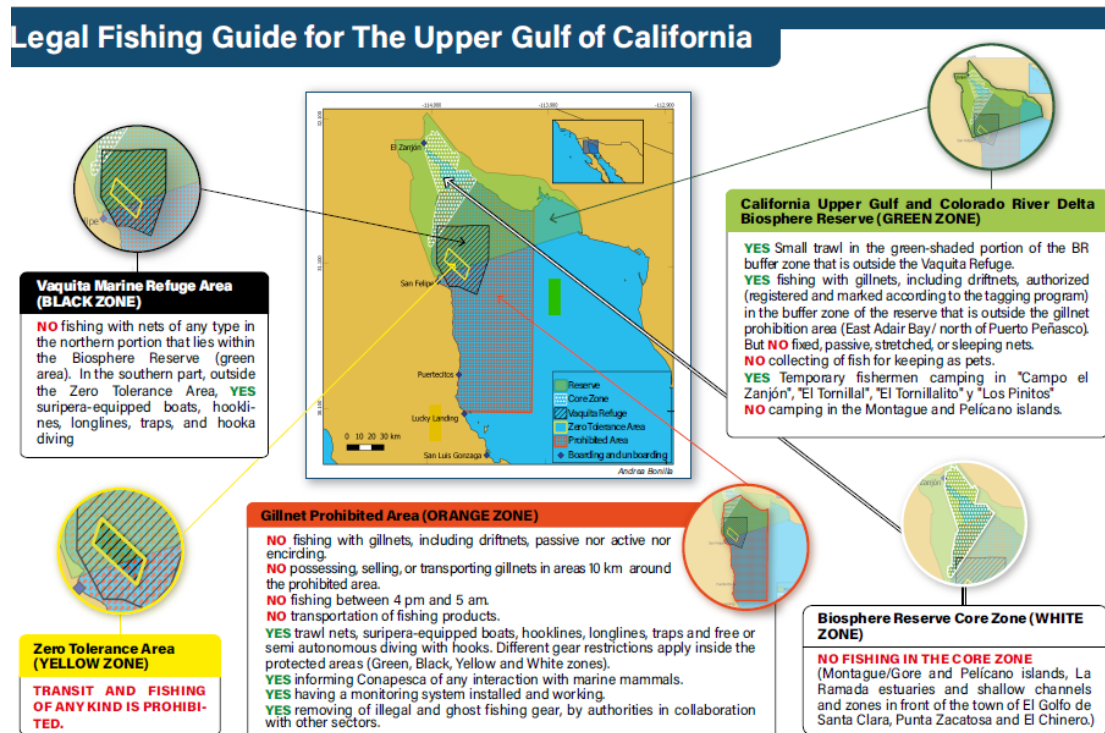 Legal Fishing Guide for The Upper Gulf of California
-114,000
-113,000
-112,000
El Zanjón
San Felipe
Puertecitos
Lucky Landing
San Luis Gonzaga
0 10 20 30 km
Reserve
Core Zone
Vaquita Refuge
Zero Tolerance Area
Prohibited Area
Boarding and unboarding
Andrea Bonilla
Vaquita Marine Refuge Area
(BLACK ZONE)
NO fishing with nets of any type in
the northern portion that lies within
the Biosphere Reserve (green
area). In the southern part, outside
the Zero Tolerance Area, YES
suripera-equipped boats, hookli-
nes, longlines, traps, and hooka
diving
California Upper Gulf and Colorado River Delta
Biosphere Reserve (GREEN ZONE)
YES Small trawl in the green-shaded portion of the BR
buffer zone that is outside the Vaquita Refuge.
YES fishing with gillnets, including driftnets, authorized
(registered and marked according to the tagging program)
in the buffer zone of the reserve that is outside the gillnet
prohibition area (East Adair Bay/ north of Puerto Peñasco).
But NO fixed, passive, stretched, or sleeping nets.
NO collecting of fish for keeping as pets.
YES Temporary fishermen camping in "Campo el
Zanjón", "El Tornillal", "El Tornillalito" y "Los Pinitos"
NO camping in the Montague and Pelícano islands.
Zero Tolerance Area
(YELLOW ZONE)
TRANSIT AND FISHING
OF ANY KIND IS PROHIBI-
TED.
Gillnet Prohibited Area (ORANGE ZONE)
NO fishing with gillnets, including driftnets, passive nor active nor
encirding.
NO possessing, selling, or transporting gillnets in areas 10 km around
the prohibited area.
NO fishing between 4 pm and 5 am.
NO transportation of fishing products.
YES trawl nets, suripera-equipped boats, hooklines, longlines, traps and free or
semi autonomous diving with hooks. Different gear restrictions apply inside the
protected areas (Green, Black, Yellow and White zones).
YES informing Conapesca of any interaction with marine mammals.
YES having a monitoring system installed and working.
YES removing of illegal and ghost fishing gear, by authorities in collaboration
with other sectors.
Biosphere Reserve Core Zone (WHITE
ZONE)
NO FISHING IN THE CORE ZONE
(Montague/Gore and Pelícano islands, La
Ramada estuaries and shallow channels
and zones in front of the town of El Golfo de
Santa Clara, Punta Zacatosa and El Chinero.)